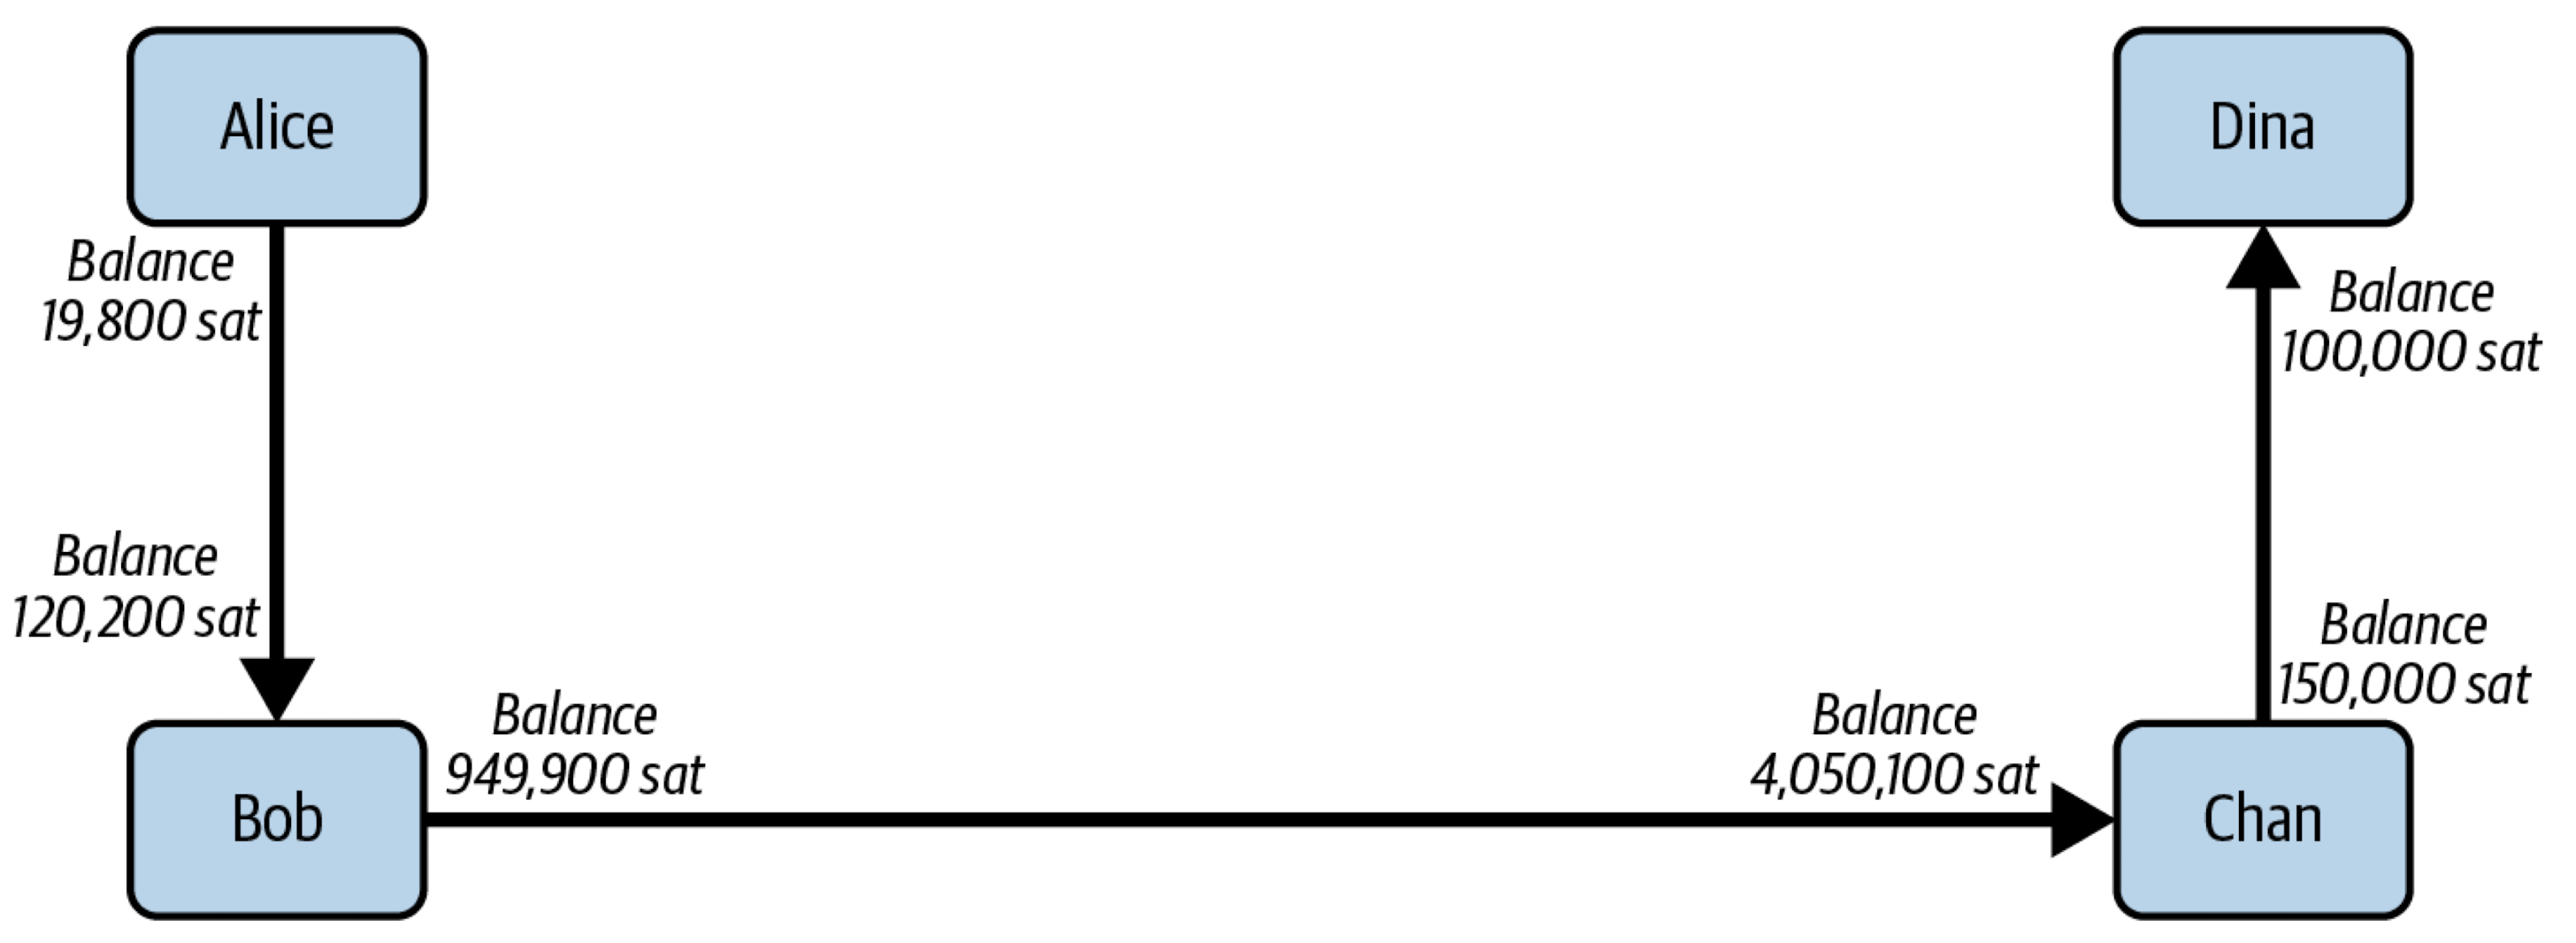 Alice
Dina
Balance
19,800 sat
Balance
100,000 sat
Balance
120,200 sat
Balance
150,000 sat
Balance
949,900 sat
Balance
4,050,100 sat
Bob
Chan